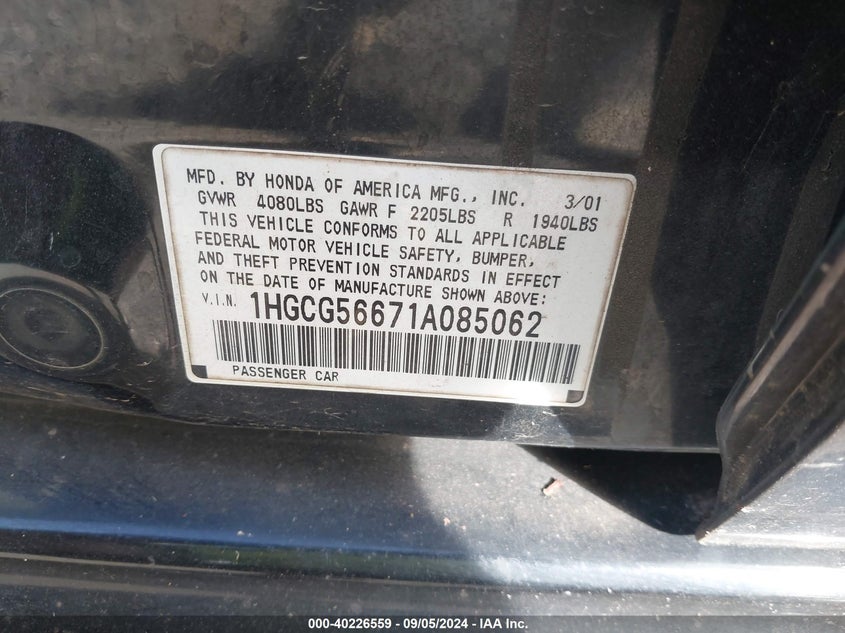 MFD. BY HONDA OF AMERICA MFG., INC. 3/01
GVWR 4080LBS GAWR F 2205LBS R 1940LBS
THIS VEHICLE CONFORMS TO ALL APPLICABLE
FEDERAL MOTOR VEHICLE SAFETY, BUMPER,
AND THEFT PREVENTION STANDARDS IN EFFECT
ON THE DATE OF MANUFACTURE SHOWN ABOVE:
V.I.N. 1HGCG56671A085062
PASSENGER CAR
000-40226559 - 09/05/2024 - IAA Inc.